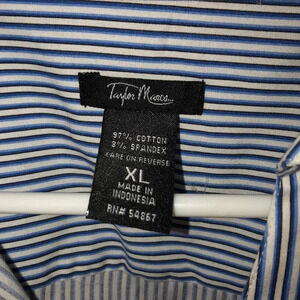 Taylor Marcs...
97% COTTON
3% SPANDEX
CARE ON REVERSE
XL
MADE IN
INDONESIA
RN# 54867